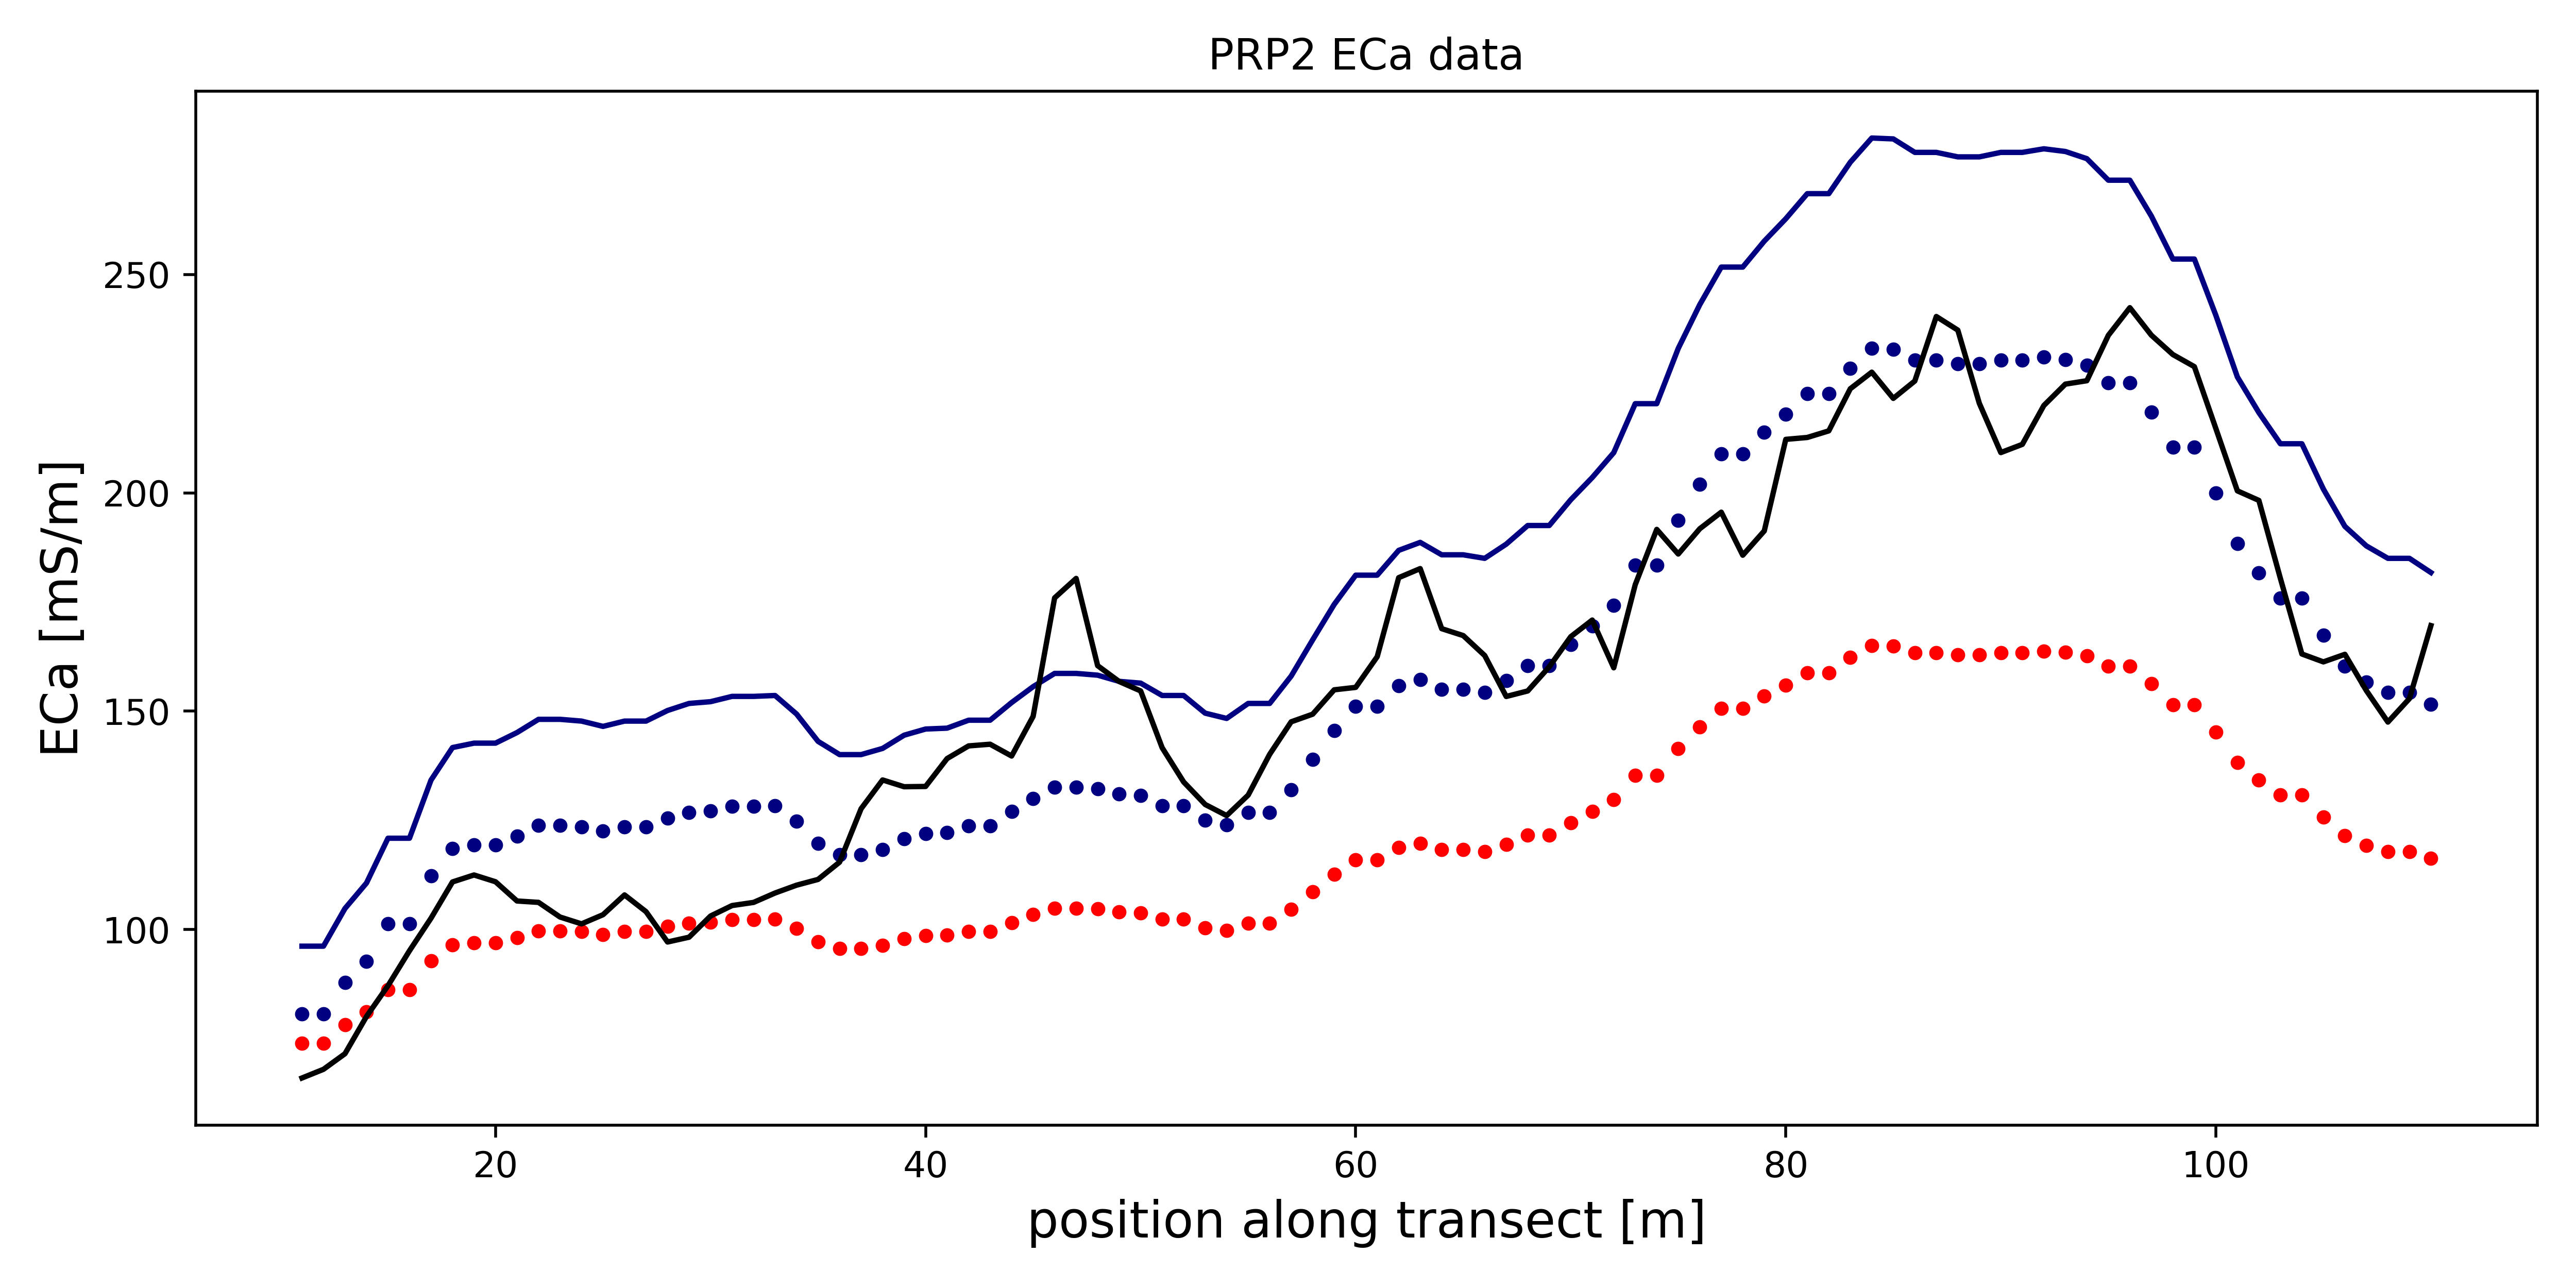 PRP2 ECa data
ECa [mS/m]
250
200
150
100
20 40 60 80 100
position along transect [m]